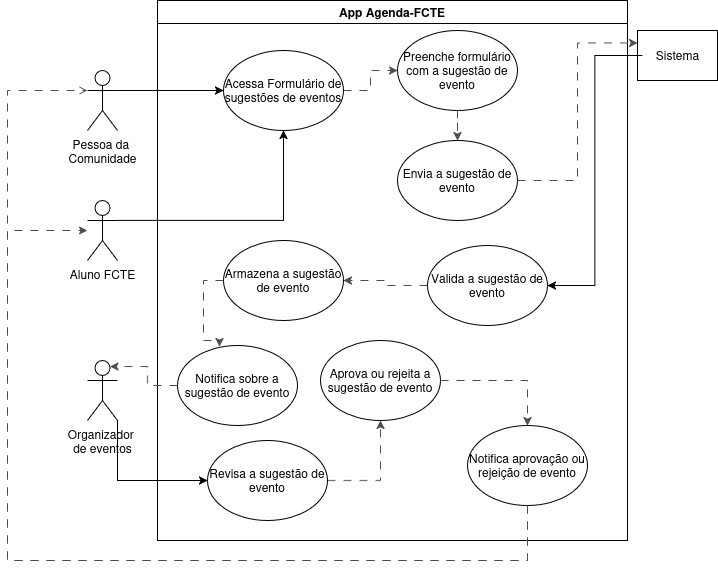 App Agenda-FCTE
Preenche formulário
com a sugestão de
evento
Sistema
Acessa Formulário de
sugestões de eventos
Pessoa da
Comunidade
Envia a sugestão de
evento
Aluno FCTE
Armazena a sugestão
de evento
Valida a sugestão de
evento
Notifica sobre a
sugestão de evento
Aprova ou rejeita a
sugestão de evento
Organizador
de eventos
Revisa a sugestão de
evento
Notifica aprovação ou
rejeição de evento